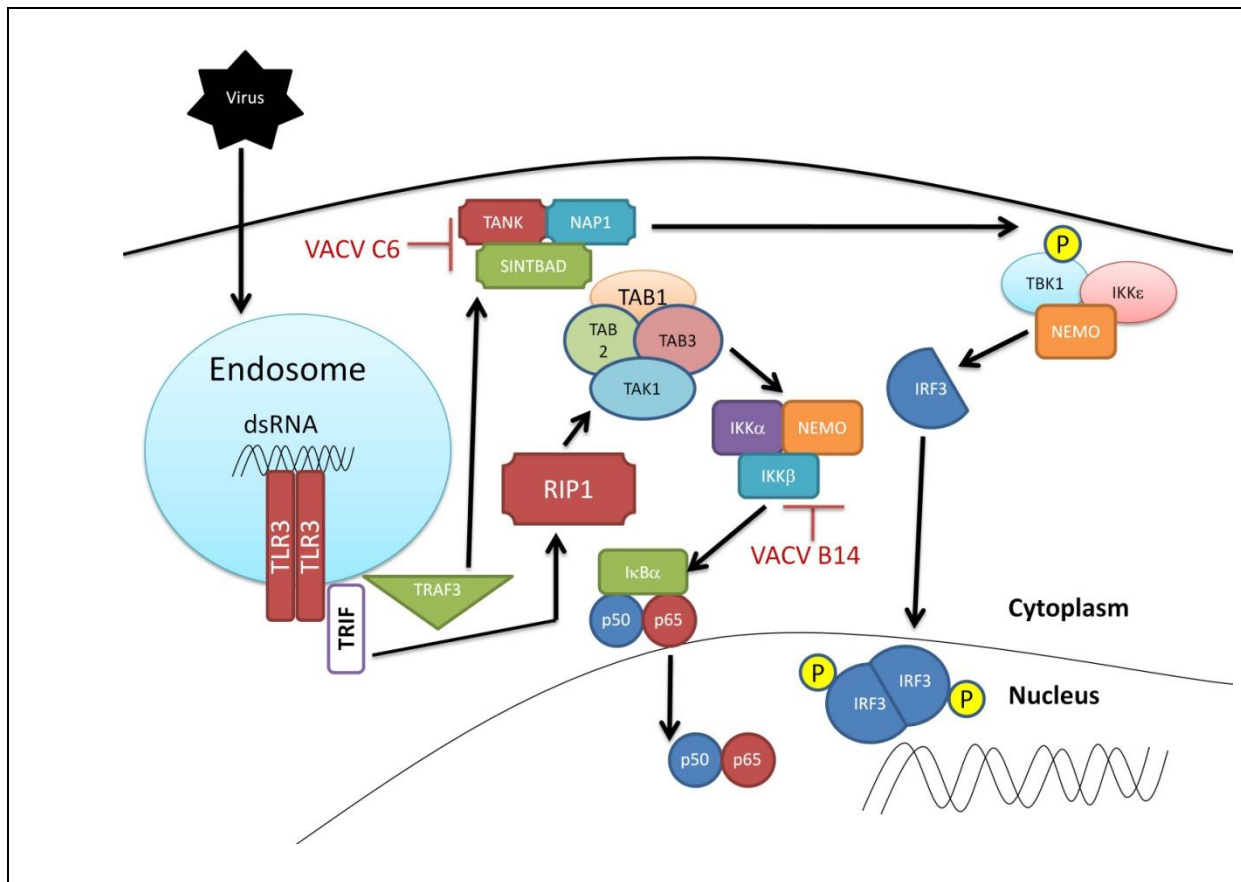 Virus
TANK
NAP1
VACV C6
SINTBAD
P
TBK1
IKKε
NEMO
TAB1
TAB
2
TAB3
TAK1
Endosome
dsRNA
IRF3
IKKα
NEMO
IKKβ
RIP1
TLR3
TLR3
VACV B14
IκBα
TRAF3
p50
p65
TRIF
Cytoplasm
P
IRF3
IRF3
P
Nucleus
p50
p65